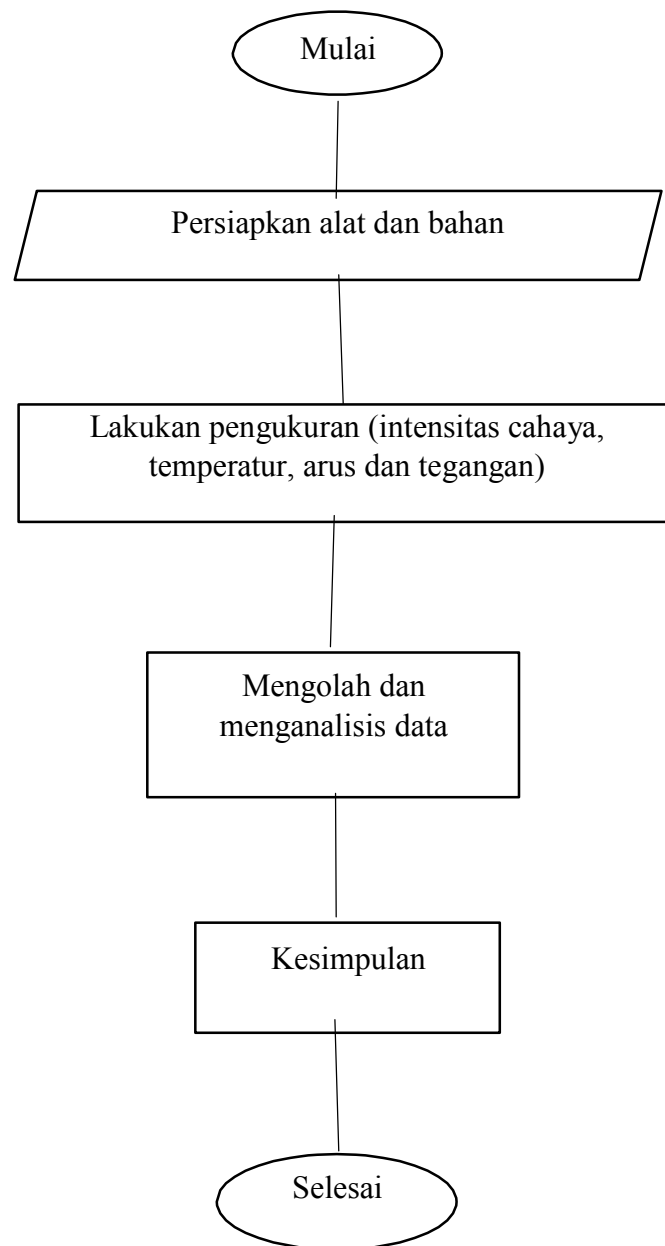 Mulai
Persiapkan alat dan bahan
Lakukan pengukuran (intensitas cahaya,
temperatur, arus dan tegangan)
Mengolah dan
menganalisis data
Kesimpulan
Selesai